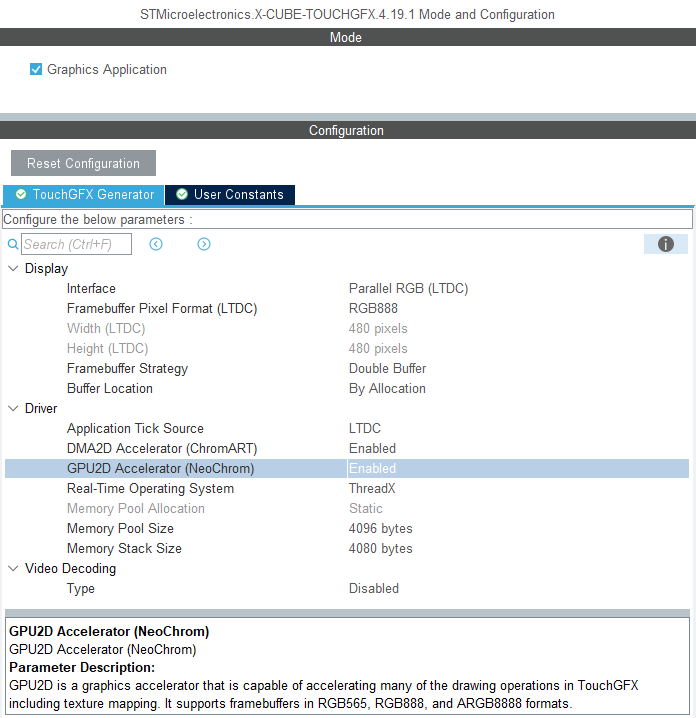 STMicroelectronics.X-CUBE-TOUCHGFX.4.19.1 Mode and Configuration
Mode
Graphics Application
Configuration
Reset Configuration
TouchGFX Generator User Constants
Configure the below parameters :
Search (Ctrl+F)
Display
Interface Parallel RGB (LTDC)
Framebuffer Pixel Format (LTDC) RGB888
Width (LTDC) 480 pixels
Height (LTDC) 480 pixels
Framebuffer Strategy Double Buffer
Buffer Location By Allocation
Driver
Application Tick Source LTDC
DMA2D Accelerator (ChromART) Enabled
GPU2D Accelerator (NeoChrom) Enabled
Real-Time Operating System ThreadX
Memory Pool Allocation Static
Memory Pool Size 4096 bytes
Memory Stack Size 4080 bytes
Video Decoding
Type Disabled
GPU2D Accelerator (NeoChrom)
GPU2D Accelerator (NeoChrom)
Parameter Description:
GPU2D is a graphics accelerator that is capable of accelerating many of the drawing operations in TouchGFX
including texture mapping. It supports framebuffers in RGB565, RGB888, and ARGB8888 formats.